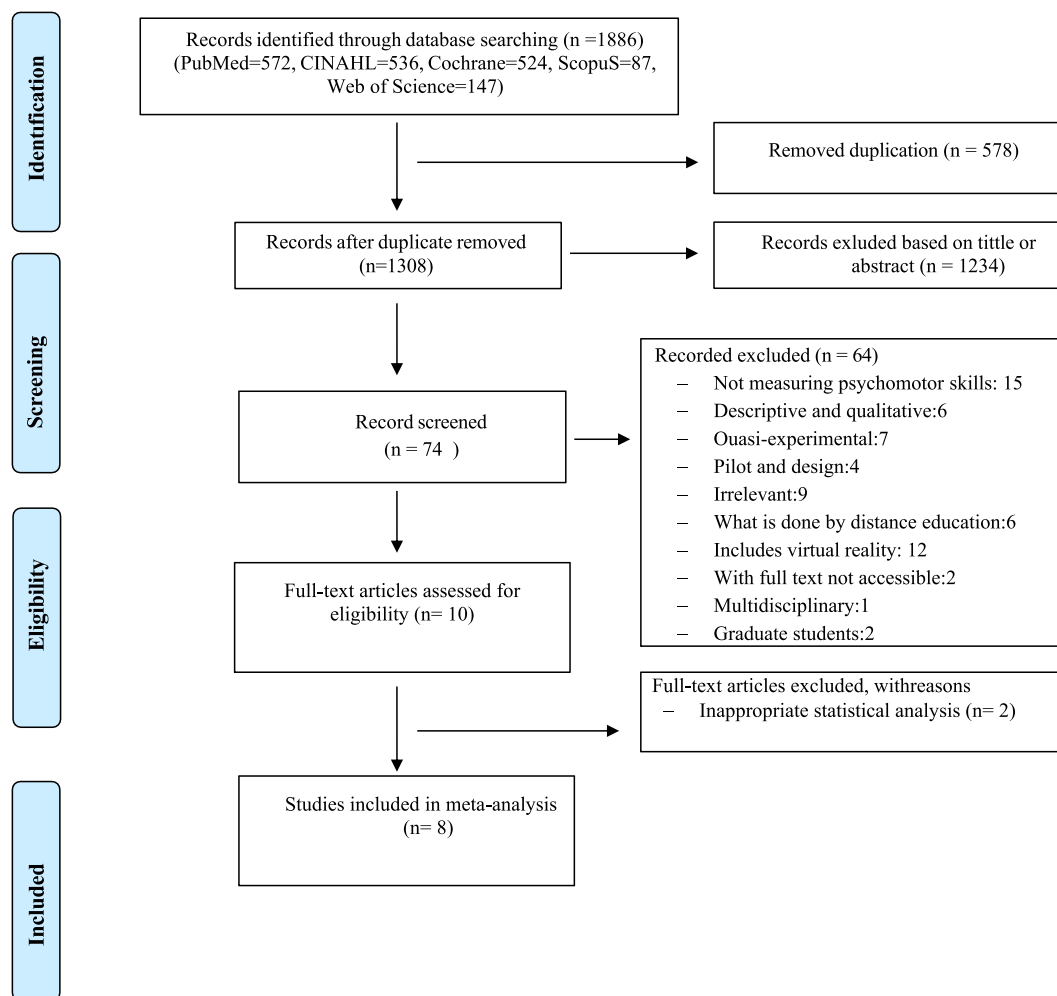 Identification
Records identified through database searching (n =1886)
(PubMed=572, CINAHL=536, Cochrane=524, ScopuS=87,
Web of Science=147)
Removed duplication (n = 578)
Records after duplicate removed
(n=1308)
Records exluded based on tittle or
abstract (n = 1234)
Screening
Record screened
(n = 74 )
Recorded excluded (n = 64)
– Not measuring psychomotor skills: 15
– Descriptive and qualitative:6
– Ouasi-experimental:7
– Pilot and design:4
– Irrelevant:9
– What is done by distance education:6
– Includes virtual reality: 12
– With full text not accessible:2
– Multidisciplinary:1
– Graduate students:2
Eligibility
Full-text articles assessed for
eligibility (n= 10)
Full-text articles excluded, withreasons
– Inappropriate statistical analysis (n= 2)
Included
Studies included in meta-analysis
(n= 8)